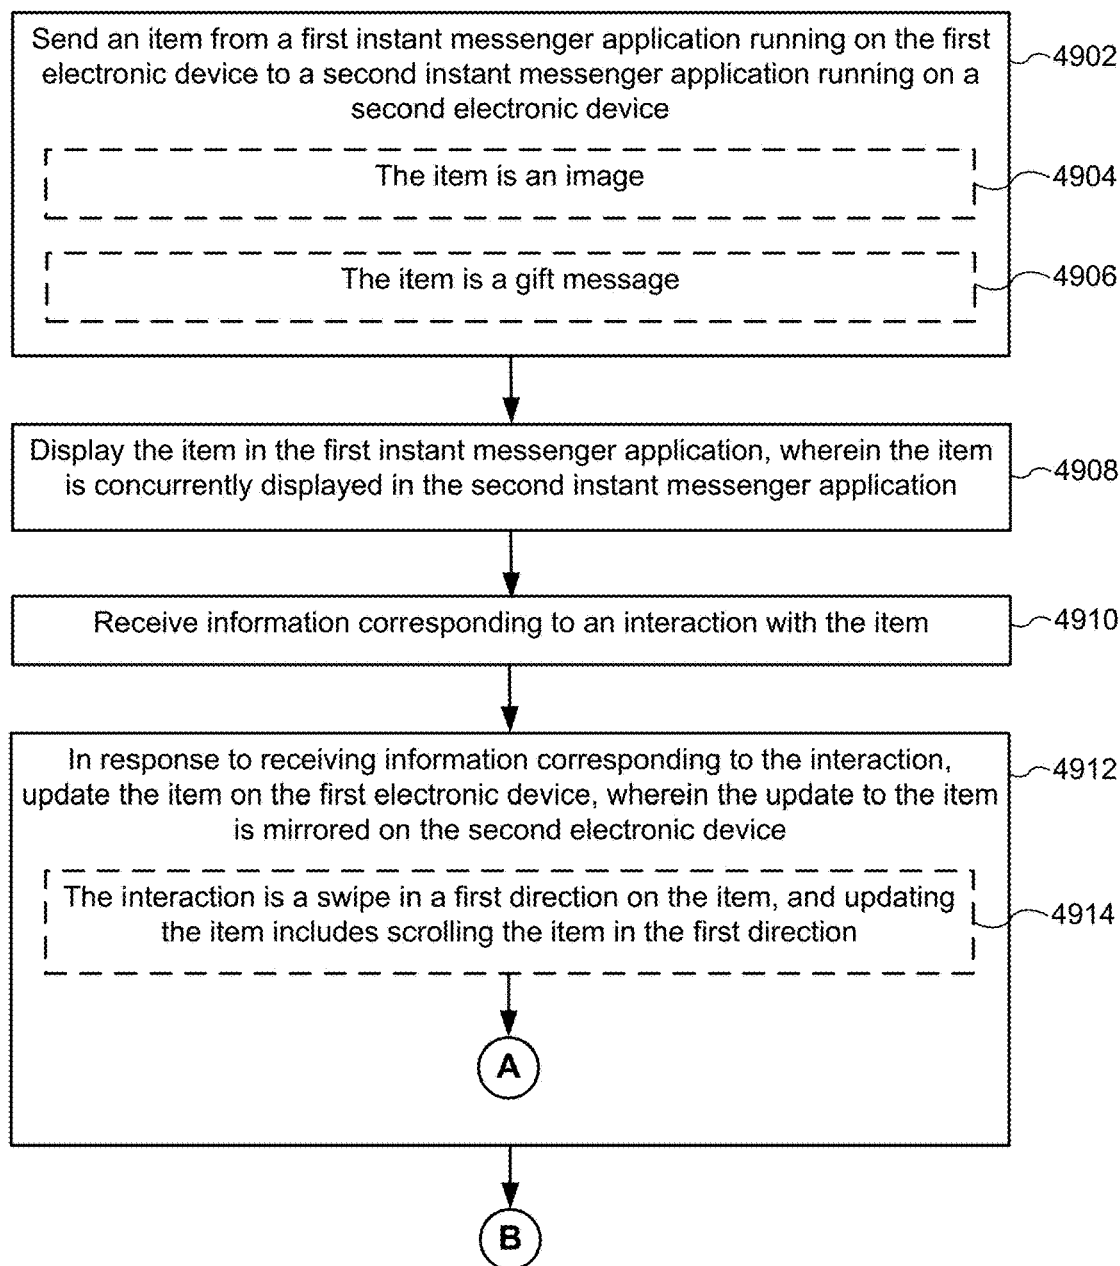 Send an item from a first instant messenger application running on the first
electronic device to a second instant messenger application running on a
second electronic device
4902
The item is an image
4904
The item is a gift message
4906
Display the item in the first instant messenger application, wherein the item
is concurrently displayed in the second instant messenger application
4908
Receive information corresponding to an interaction with the item
4910
In response to receiving information corresponding to the interaction,
update the item on the first electronic device, wherein the update to the item
is mirrored on the second electronic device
4912
The interaction is a swipe in a first direction on the item, and updating
the item includes scrolling the item in the first direction
4914
A
B